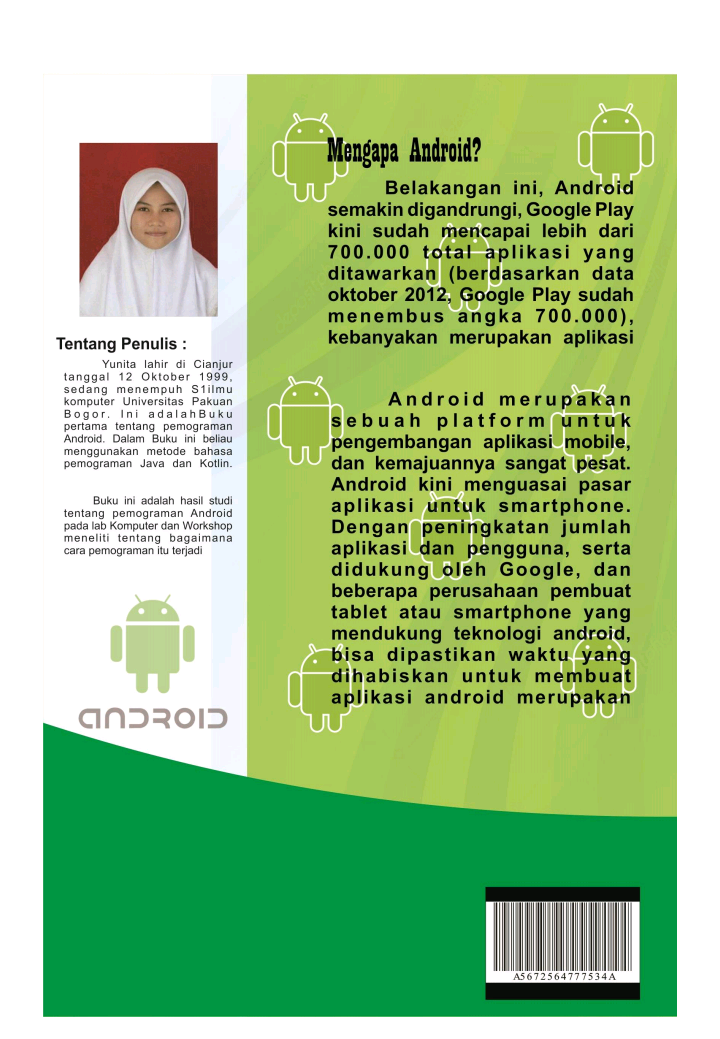 Tentang Penulis :
Yunita lahir di Cianjur
tanggal 12 Oktober 1999,
sedang menempuh S1ilmu
komputer Universitas Pakuan
Bogor. Ini adalahBuku
pertama tentang pemograman
Android. Dalam Buku ini beliau
menggunakan metode bahasa
pemograman Java dan Kotlin.
Buku ini adalah hasil studi
tentang pemograman Android
pada lab Komputer dan Workshop
meneliti tentang bagaimana
cara pemograman itu terjadi
ANDROID
Mengapa Android?
Belakangan ini, Android
semakin digandrungi, Google Play
kini sudah mencapai lebih dari
700.000 total aplikasi yang
ditawarkan (berdasarkan data
oktober 2012, Google Play sudah
menembus angka 700.000),
kebanyakan merupakan aplikasi
Android merupakan
sebuah platform untuk
pengembangan aplikasi mobile,
dan kemajuannya sangat pesat.
Android kini menguasai pasar
aplikasi untuk smartphone.
Dengan peningkatan jumlah
aplikasi dan pengguna, serta
didukung oleh Google, dan
beberapa perusahaan pembuat
tablet atau smartphone yang
mendukung teknologi android,
bisa dipastikan waktu yang
dihabiskan untuk membuat
aplikasi android merupakan
A5672564777534A